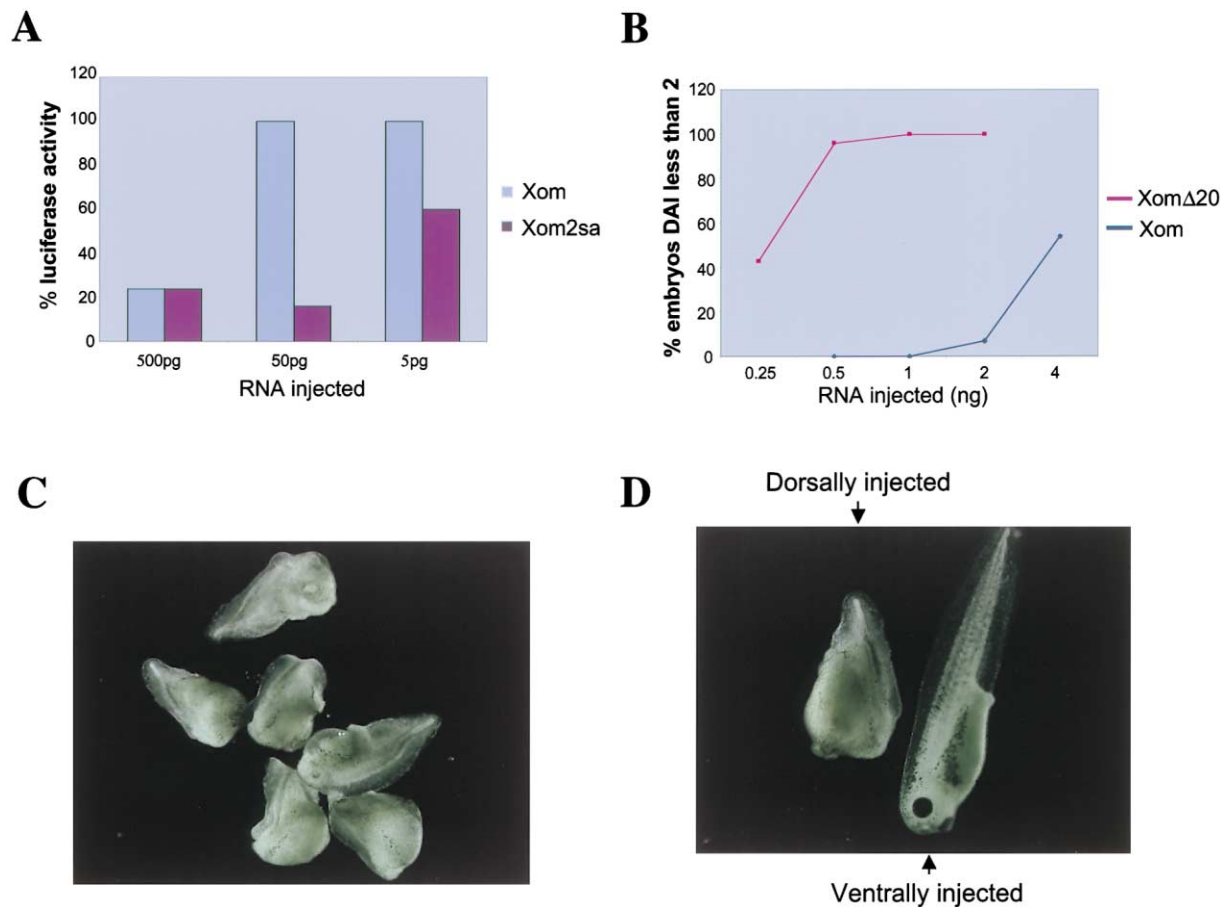 A
% luciferase activity
120
100
80
60
40
20
0
500pg
50pg
5pg
RNA injected
Xom
Xom2sa
B
% embryos DAI less than 2
120
100
80
60
40
20
0
0.25
0.5
1
2
4
RNA injected (ng)
XomΔ20
Xom
C
D
Dorsally injected
Ventrally injected